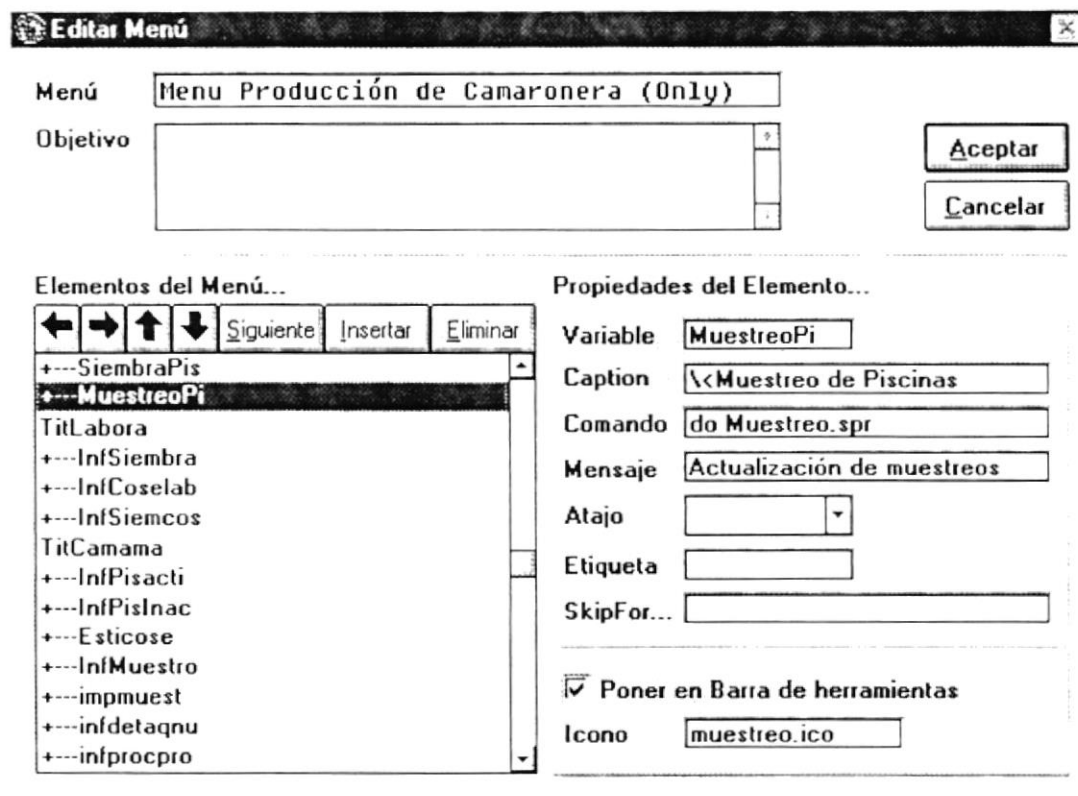 Editar Menú
Menú Menu Producción de Camaronera (Only)
Objetivo
Aceptar
Cancelar
Elementos del Menú...
Siguiente Insertar Eliminar
+---SiembraPis
+---MuestreoPi
TitLabora
+---InfSiembra
+---InfCoselab
+---InfSiemcos
TitCamama
+---InfPisacti
+---InfPisInac
+---Esticose
+---InfMuestro
+---impmuest
+---infdetaqnu
+---infprocpro
Propiedades del Elemento...
Variable MuestreoPi
Caption \<Muestreo de Piscinas
Comando do Muestreo.spr
Mensaje Actualización de muestreos
Atajo
Etiqueta
SkipFor...
Poner en Barra de herramientas
Icono muestreo.ico